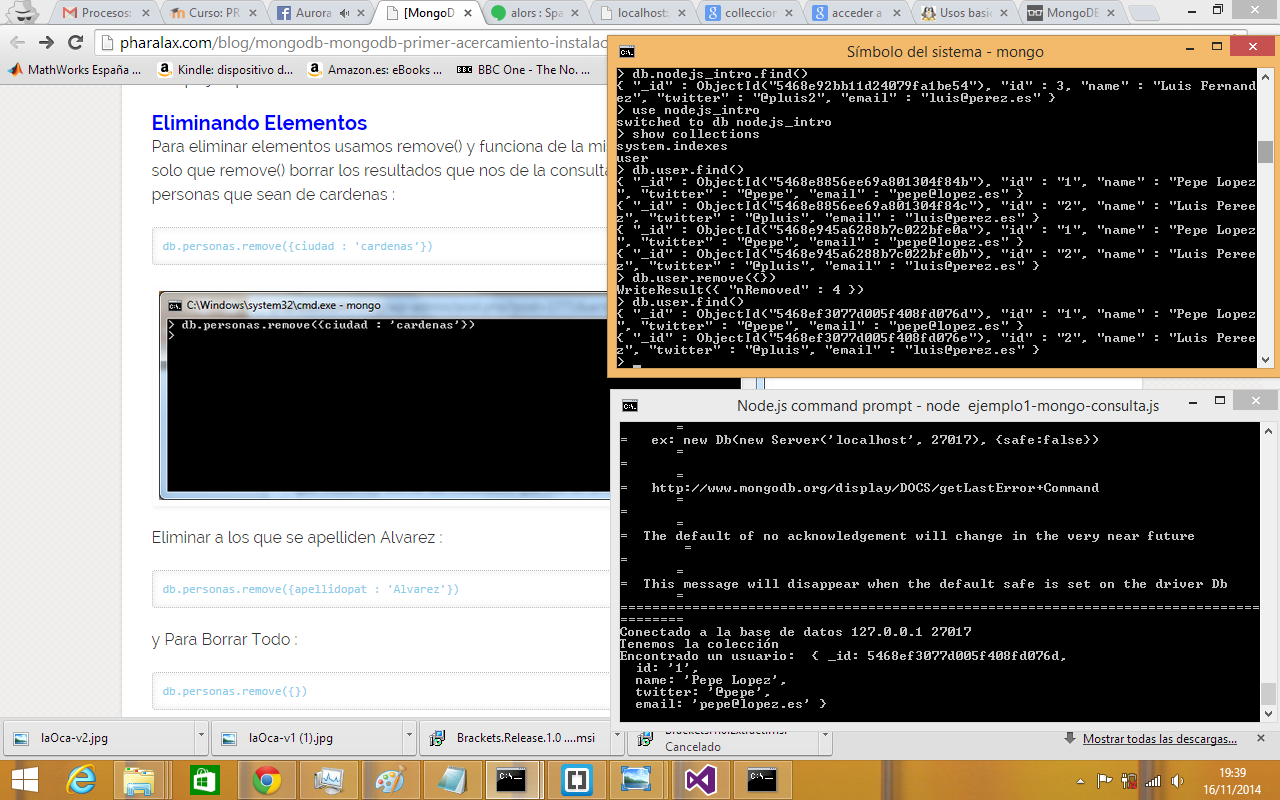 Procesos:
Curso: PR
Aurora
[MongoD
alors : Spa
localhost:
coleccion
acceder a
Usos basic
MongoDB
pharalax.com/blog/mongodb-mongodb-primer-acercamiento-instalac
MathWorks España ...
Kindle: dispositivo d...
Amazon.es: eBooks ...
BBC One - The No. ...
Eliminando Elementos
Para eliminar elementos usamos remove() y funciona de la mi
solo que remove() borrar los resultados que nos de la consult
personas que sean de cardenas :
db.personas.remove({ciudad : 'cardenas'})
C:\Windows\system32\cmd.exe - mongo
> db.personas.remove({ciudad : 'cardenas'})
>
Eliminar a los que se apelliden Alvarez :
db.personas.remove({apellidopat : 'Alvarez'})
y Para Borrar Todo :
db.personas.remove({})
Símbolo del sistema - mongo
> db.nodejs_intro.find()
{ "_id" : ObjectId("5468e92bb11d24079fa1be54"), "id" : 3, "name" : "Luis Fernand
ez", "twitter" : "@pluis2", "email" : "luis@perez.es" }
> use nodejs_intro
switched to db nodejs_intro
> show collections
system.indexes
user
> db.user.find()
{ "_id" : ObjectId("5468e8856ee69a801304f84b"), "id" : "1", "name" : "Pepe Lopez
", "twitter" : "@pepe", "email" : "pepe@lopez.es" }
{ "_id" : ObjectId("5468e8856ee69a801304f84c"), "id" : "2", "name" : "Luis Peree
z", "twitter" : "@pluis", "email" : "luis@perez.es" }
{ "_id" : ObjectId("5468e945a6288b7c022bfe0a"), "id" : "1", "name" : "Pepe Lopez
", "twitter" : "@pepe", "email" : "pepe@lopez.es" }
{ "_id" : ObjectId("5468e945a6288b7c022bfe0b"), "id" : "2", "name" : "Luis Peree
z", "twitter" : "@pluis", "email" : "luis@perez.es" }
> db.user.remove({})
WriteResult({ "nRemoved" : 4 })
> db.user.find()
{ "_id" : ObjectId("5468ef3077d005f408fd076d"), "id" : "1", "name" : "Pepe Lopez
", "twitter" : "@pepe", "email" : "pepe@lopez.es" }
{ "_id" : ObjectId("5468ef3077d005f408fd076e"), "id" : "2", "name" : "Luis Peree
z", "twitter" : "@pluis", "email" : "luis@perez.es" }
> _
Node.js command prompt - node ejemplo1-mongo-consulta.js
=
= ex: new Db(new Server('localhost', 27017), {safe:false})
=
=
=
= http://www.mongodb.org/display/DOCS/getLastError+Command
=
=
=
= The default of no acknowledgement will change in the very near future
=
=
=
= This message will disappear when the default safe is set on the driver Db
=
================================================================================
========
Conectado a la base de datos 127.0.0.1 27017
Tenemos la colección
Encontrado un usuario: { _id: 5468ef3077d005f408fd076d,
id: '1',
name: 'Pepe Lopez',
twitter: '@pepe',
email: 'pepe@lopez.es' }
laOca-v2.jpg
laOca-v1 (1).jpg
Brackets.Release.1.0 ....msi
Cancelado
Mostrar todas las descargas...
19:39
16/11/2014